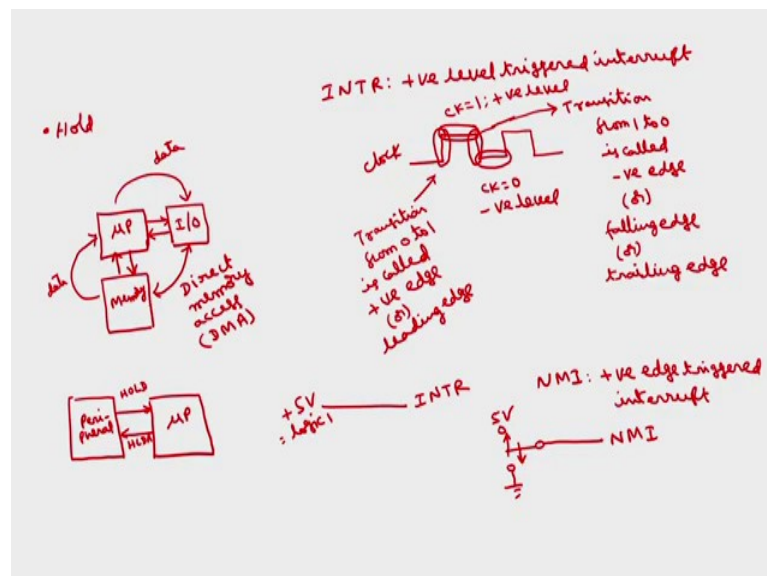 INTR: +ve level triggered interrupt
• Hold
CK=1; +ve level
clock
Transition
from 1 to 0
is called
-ve edge
(or)
falling edge
(or)
trailing edge
CK=0
-ve level
Transition
from 0 to 1
is called
+ve edge
(or)
leading edge
data
μP
I/O
data
Memory
Direct
memory
access
(DMA)
HOLD
Peri-
pheral
μP
HLDA
+5V
= logic 1
INTR
NMI: +ve edge triggered
interrupt
5V
NMI